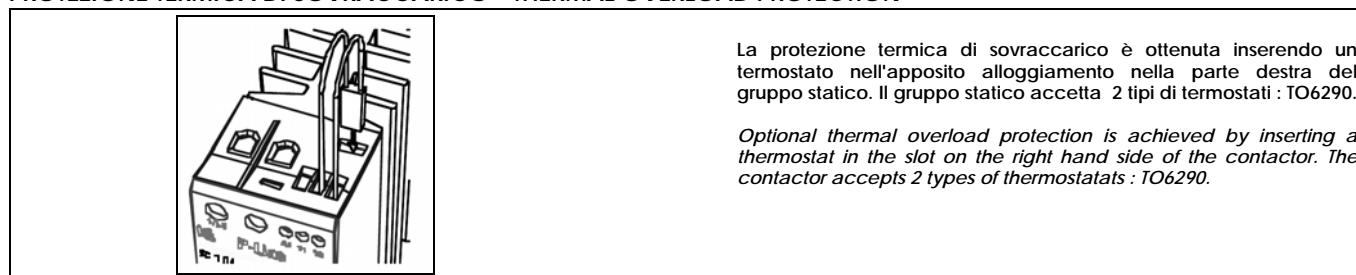 La protezione termica di sovraccarico è ottenuta inserendo un
termostato nell'apposito alloggiamento nella parte destra del
gruppo statico. Il gruppo statico accetta 2 tipi di termostati : TO6290.
Optional thermal overload protection is achieved by inserting a
thermostat in the slot on the right hand side of the contactor. The
contactor accepts 2 types of thermostatats : TO6290.